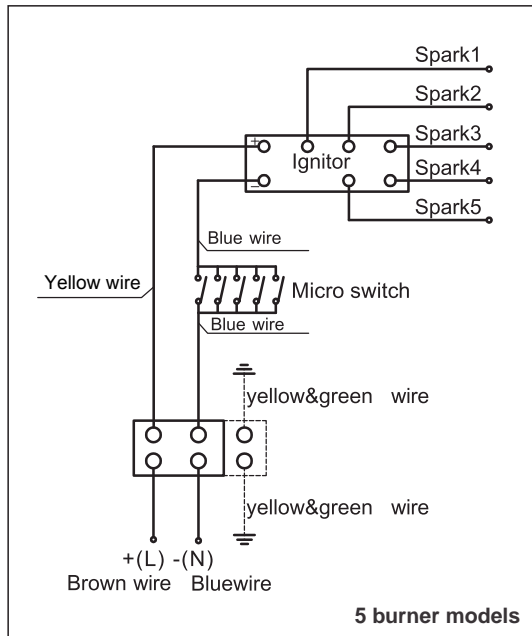 Spark1
Spark2
+
Spark3
Ignitor
Spark4
–
Spark5
Blue wire
Yellow wire
Micro switch
Blue wire
yellow&green wire
yellow&green wire
+(L) -(N)
Brown wire Bluewire
5 burner models